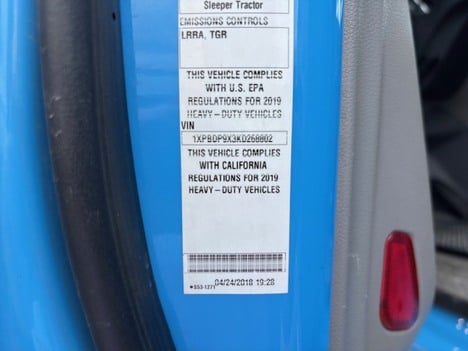 Sleeper Tractor
EMISSIONS CONTROLS
LRRA, TGR
THIS VEHICLE COMPLIES
WITH U.S. EPA
REGULATIONS FOR 2019
HEAVY-DUTY VEHICLES
VIN
1XPBDP9X3KD268802
THIS VEHICLE COMPLIES
WITH CALIFORNIA
REGULATIONS FOR 2019
HEAVY-DUTY VEHICLES
04/24/2018 19:28